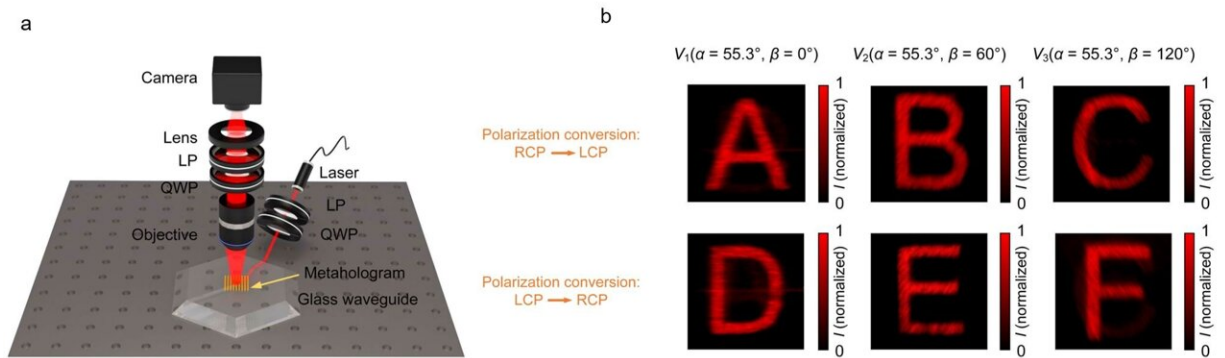 a
Camera
Lens
LP
QWP
Laser
LP
QWP
Objective
Metahologram
Glass waveguide
b
V₁(α = 55.3°, β = 0°)
V₂(α = 55.3°, β = 60°)
V₃(α = 55.3°, β = 120°)
Polarization conversion:
RCP → LCP
A
1
I (normalized)
0
B
1
I (normalized)
0
C
1
I (normalized)
0
Polarization conversion:
LCP → RCP
D
1
I (normalized)
0
E
1
I (normalized)
0
F
1
I (normalized)
0